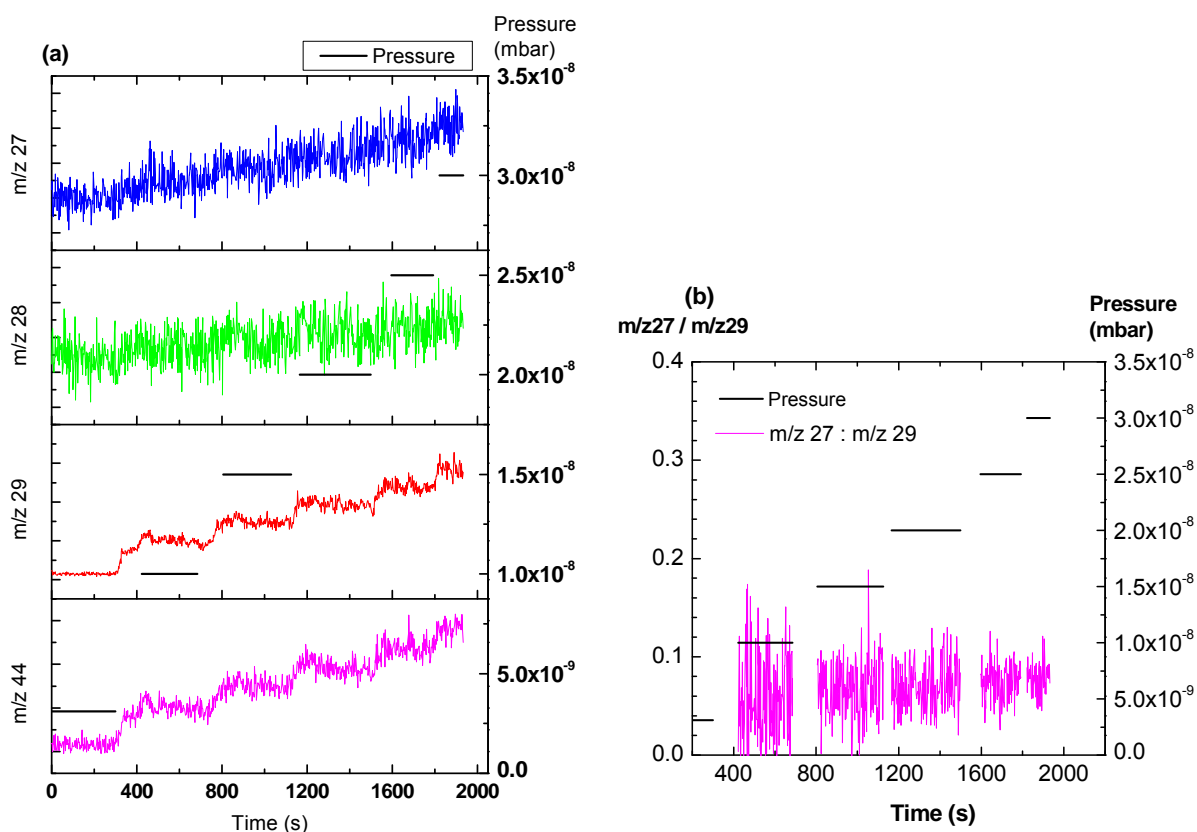 (a)
Pressure
Pressure
(mbar)
m/z 27
m/z 28
m/z 29
m/z 44
3.5x10⁻⁸
3.0x10⁻⁸
2.5x10⁻⁸
2.0x10⁻⁸
1.5x10⁻⁸
1.0x10⁻⁸
5.0x10⁻⁹
0.0
0 400 800 1200 1600 2000
Time (s)
(b)
m/z27 / m/z29
Pressure
(mbar)
0.4
0.3
0.2
0.1
0.0
Pressure
m/z 27 : m/z 29
3.5x10⁻⁸
3.0x10⁻⁸
2.5x10⁻⁸
2.0x10⁻⁸
1.5x10⁻⁸
1.0x10⁻⁸
5.0x10⁻⁹
0.0
400 800 1200 1600 2000
Time (s)